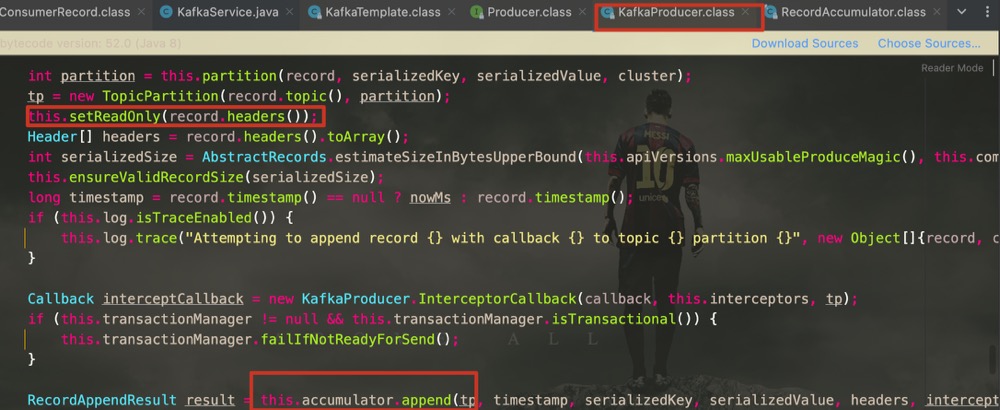 ConsumerRecord.class KafkaService.java KafkaTemplate.class Producer.class KafkaProducer.class RecordAccumulator.class
bytecode version: 52.0 (Java 8) Download Sources Choose Sources...
Reader Mode
int partition = this.partition(record, serializedKey, serializedValue, cluster);
tp = new TopicPartition(record.topic(), partition);
this.setReadOnly(record.headers());
Header[] headers = record.headers().toArray();
int serializedSize = AbstractRecords.estimateSizeInBytesUpperBound(this.apiVersions.maxUsableProduceMagic(), this.com
this.ensureValidRecordSize(serializedSize);
long timestamp = record.timestamp() == null ? nowMs : record.timestamp();
if (this.log.isTraceEnabled()) {
this.log.trace("Attempting to append record {} with callback {} to topic {} partition {}", new Object[]{record, c
}
Callback interceptCallback = new KafkaProducer.InterceptorCallback(callback, this.interceptors, tp);
if (this.transactionManager != null && this.transactionManager.isTransactional()) {
this.transactionManager.failIfNotReadyForSend();
}
RecordAppendResult result = this.accumulator.append(tp, timestamp, serializedKey, serializedValue, headers, intercept
MESSI
10
unicef
A L L